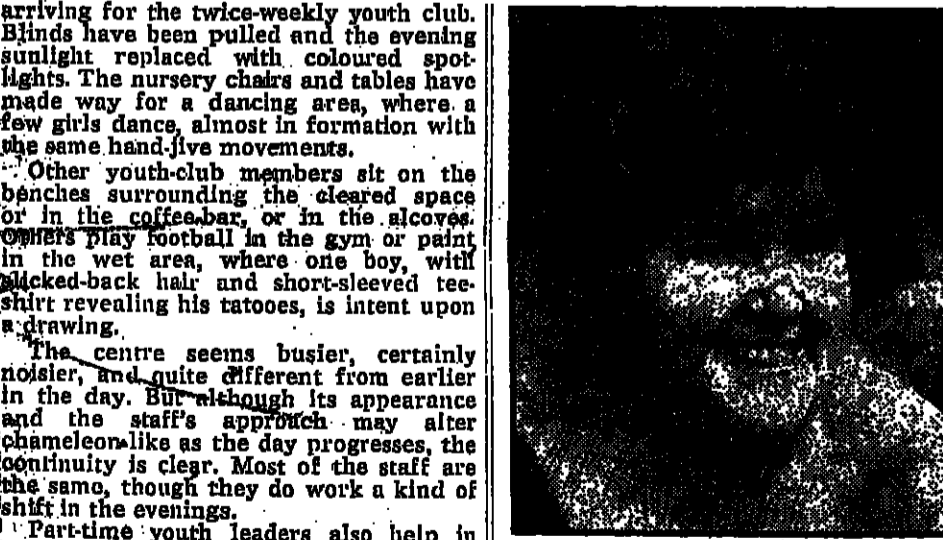 arriving for the twice-weekly youth club.
Blinds have been pulled and the evening
sunlight replaced with coloured spot-
lights. The nursery chairs and tables have
made way for a dancing area, where a
few girls dance, almost in formation with
the same hand-jive movements.
Other youth-club members sit on the
benches surrounding the cleared space
or in the coffee-bar, or in the alcoves.
Others play football in the gym or paint
in the wet area, where one boy, with
slicked-back hair and short-sleeved tee-
shirt revealing his tatooes, is intent upon
a drawing.
The centre seems busier, certainly
noisier, and quite different from earlier
in the day. But although its appearance
and the staff's approach may alter
chameleon-like as the day progresses, the
continuity is clear. Most of the staff are
the same, though they do work a kind of
shift in the evenings.
Part-time youth leaders also help in